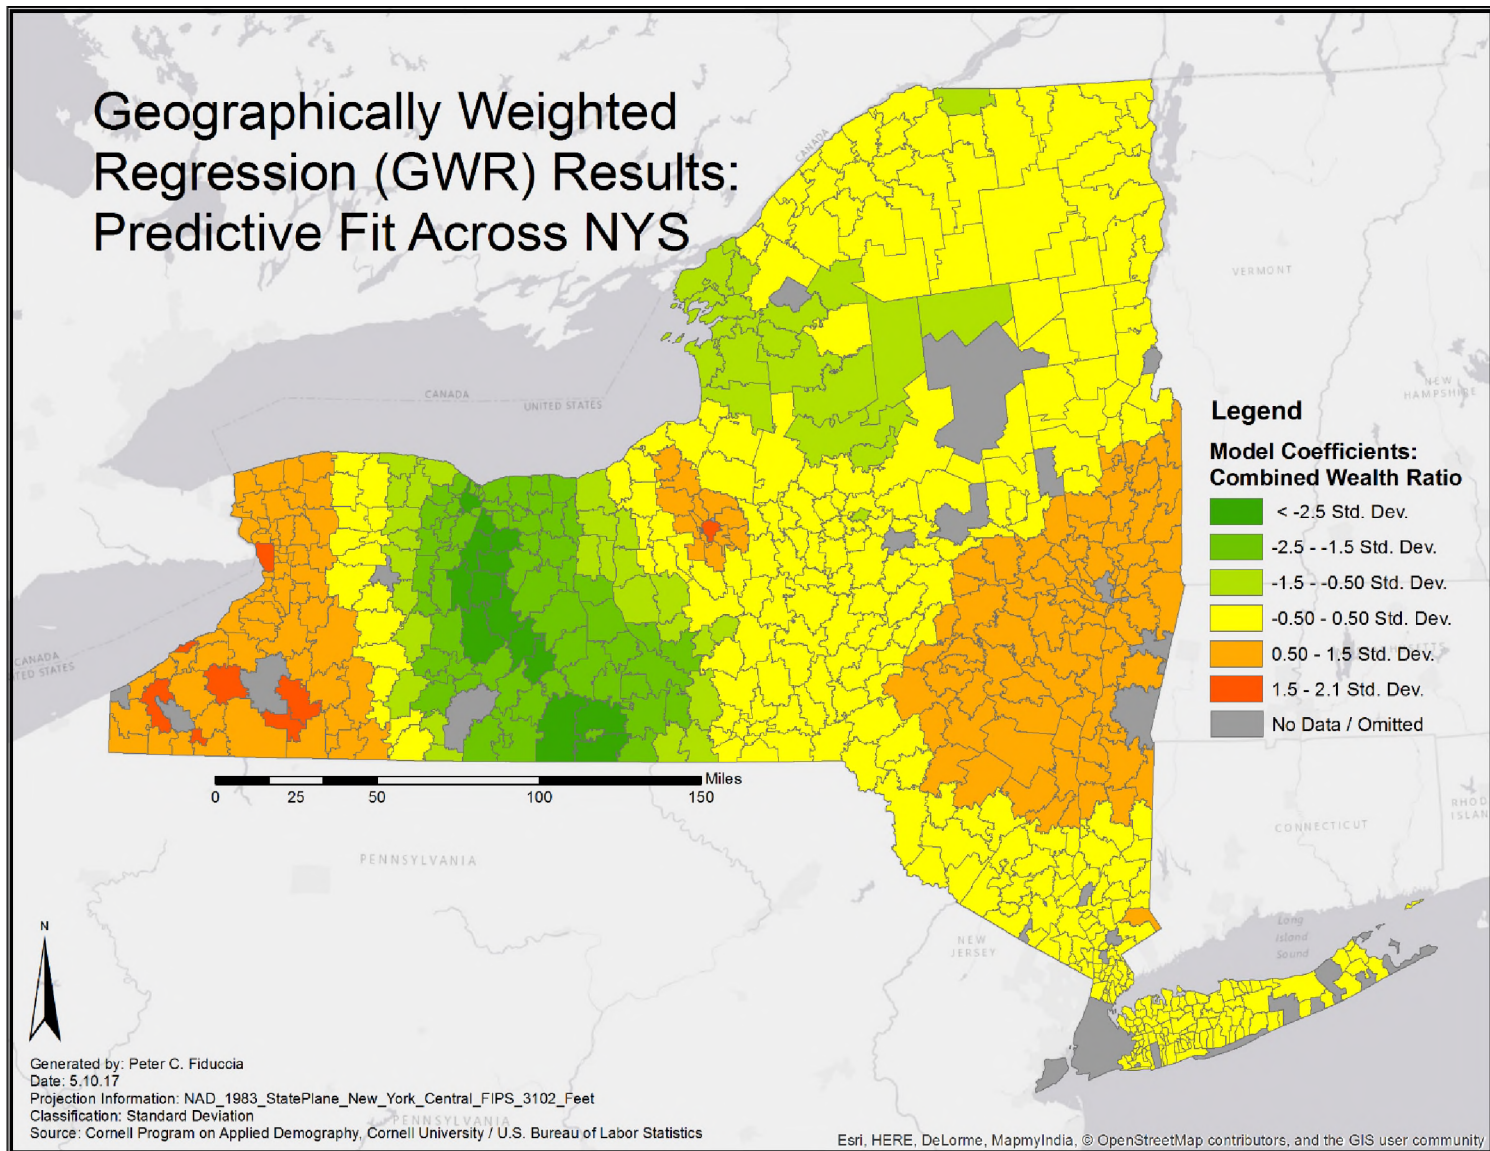 Geographically Weighted
Regression (GWR) Results:
Predictive Fit Across NYS
CANADA
VERMONT
NEW
HAMPSHIRE
CANADA
UNITED STATES
Legend
Model Coefficients:
Combined Wealth Ratio
< -2.5 Std. Dev.
-2.5 - -1.5 Std. Dev.
-1.5 - -0.50 Std. Dev.
-0.50 - 0.50 Std. Dev.
0.50 - 1.5 Std. Dev.
1.5 - 2.1 Std. Dev.
No Data / Omitted
CANADA
Miles
0 25 50 100 150
PENNSYLVANIA
CONNECTICUT
NEW
JERSEY
Long
Island
Sound
N
Generated by: Peter C. Fiduccia
Date: 5.10.17
Projection Information: NAD_1983_StatePlane_New_York_Central_FIPS_3102_Feet
Classification: Standard Deviation
PENNSYLVANIA
Source: Cornell Program on Applied Demography, Cornell University / U.S. Bureau of Labor Statistics
Esri, HERE, DeLorme, MapmyIndia, © OpenStreetMap contributors, and the GIS user community